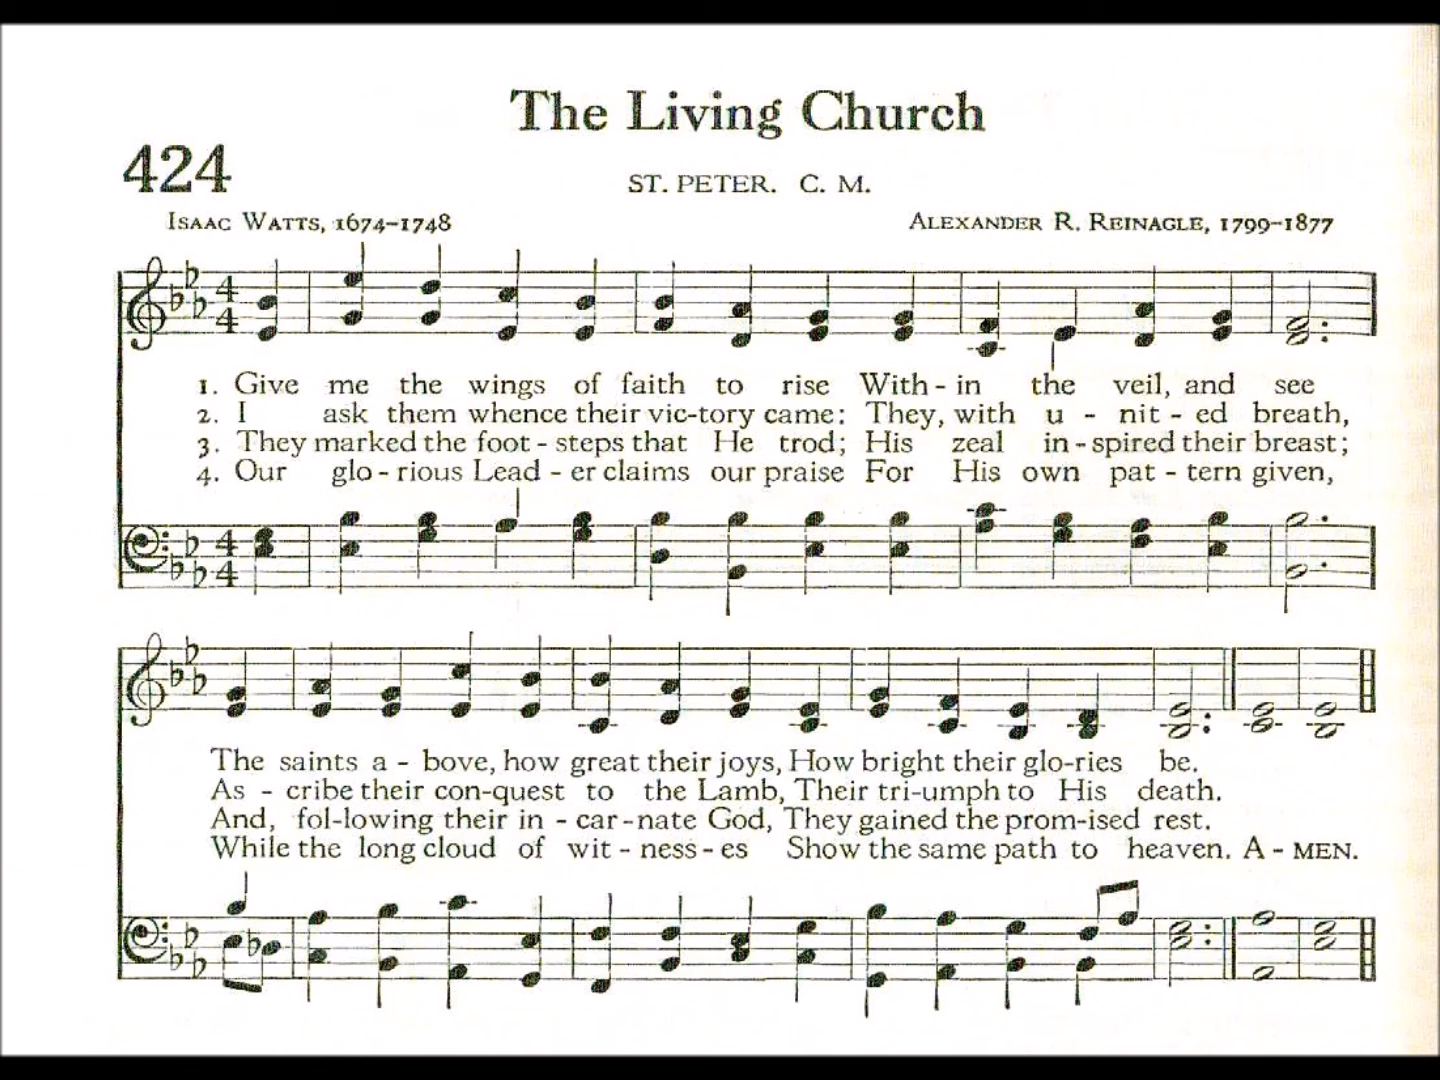 The Living Church
424
ST. PETER. C. M.
ISAAC WATTS, 1674–1748
ALEXANDER R. REINAGLE, 1799–1877
4
4
1. Give me the wings of faith to rise With - in the veil, and see
2. I ask them whence their vic-tory came: They, with u - nit - ed breath,
3. They marked the foot - steps that He trod; His zeal in - spired their breast;
4. Our glo - rious Lead - er claims our praise For His own pat - tern given,
4
4
The saints a - bove, how great their joys, How bright their glo-ries be.
As - cribe their con-quest to the Lamb, Their tri-umph to His death.
And, fol-lowing their in - car - nate God, They gained the prom-ised rest.
While the long cloud of wit - ness - es Show the same path to heaven. A - MEN.